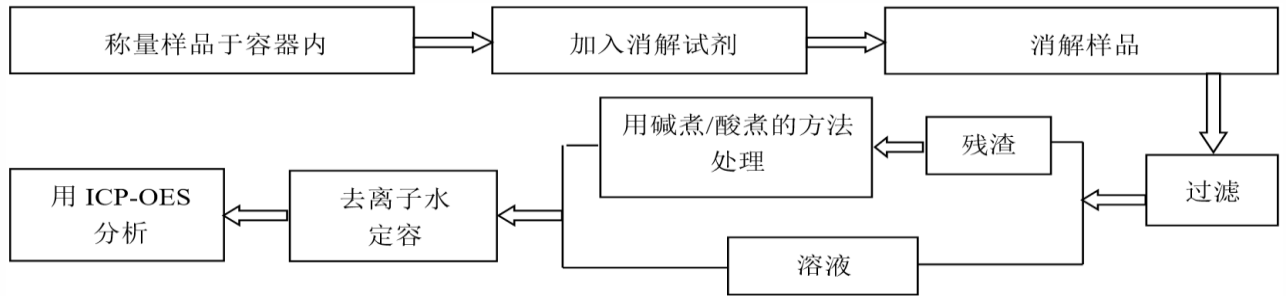 称量样品于容器内
加入消解试剂
消解样品
过滤
残渣
用碱煮/酸煮的方法
处理
溶液
去离子水
定容
用 ICP-OES
分析